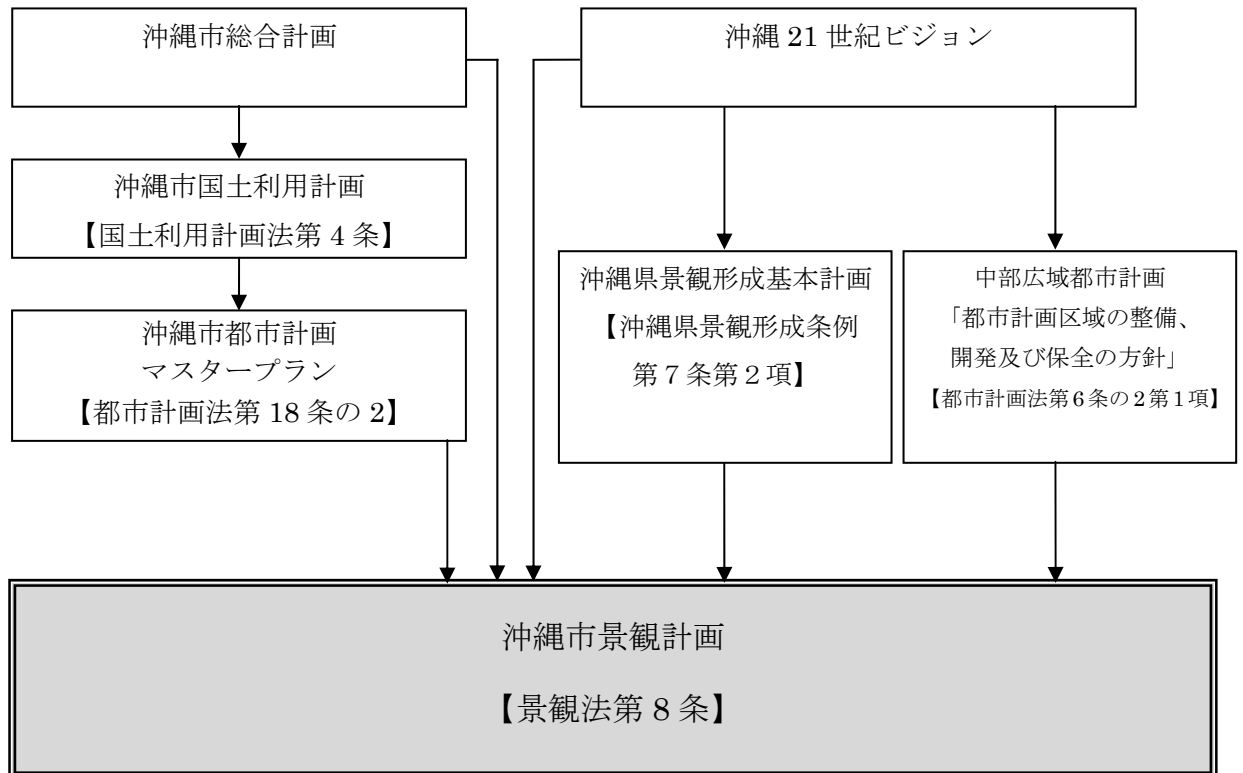 沖縄市総合計画
沖縄 21 世紀ビジョン
沖縄市国土利用計画
【国土利用計画法第 4 条】
沖縄市都市計画
マスタープラン
【都市計画法第 18 条の 2】
沖縄県景観形成基本計画
【沖縄県景観形成条例
第７条第２項】
中部広域都市計画
「都市計画区域の整備、
開発及び保全の方針」
【都市計画法第 6 条の 2 第 1 項】
沖縄市景観計画
【景観法第 8 条】